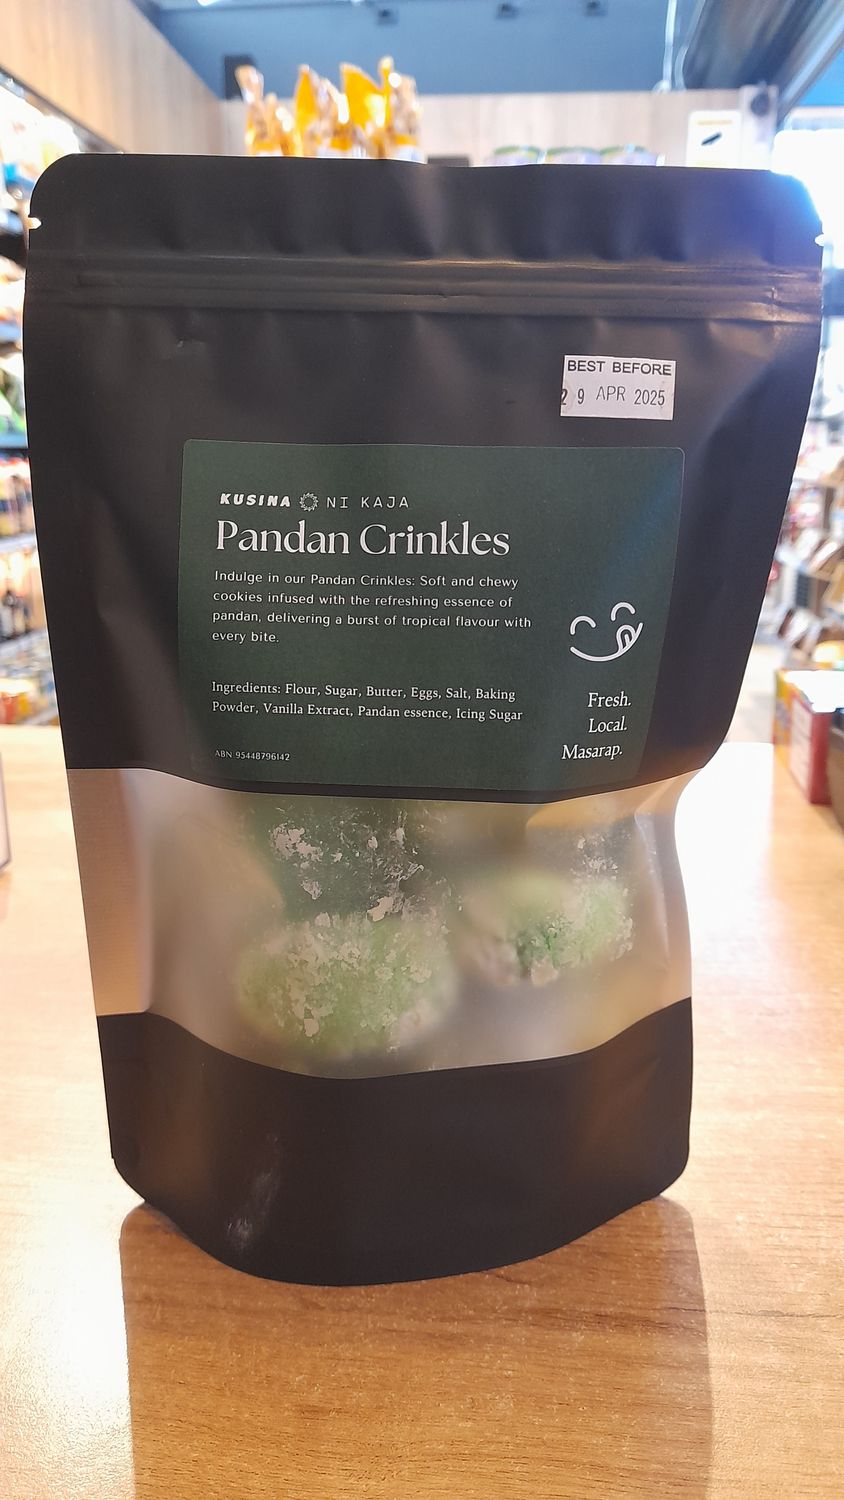 BEST BEFORE
29 APR 2025
KUSINA NI KAJA
Pandan Crinkles
Indulge in our Pandan Crinkles: Soft and chewy
cookies infused with the refreshing essence of
pandan, delivering a burst of tropical flavour with
every bite.
Ingredients: Flour, Sugar, Butter, Eggs, Salt, Baking
Powder, Vanilla Extract, Pandan essence, Icing Sugar
ABN 95448796142
Fresh.
Local.
Masarap.